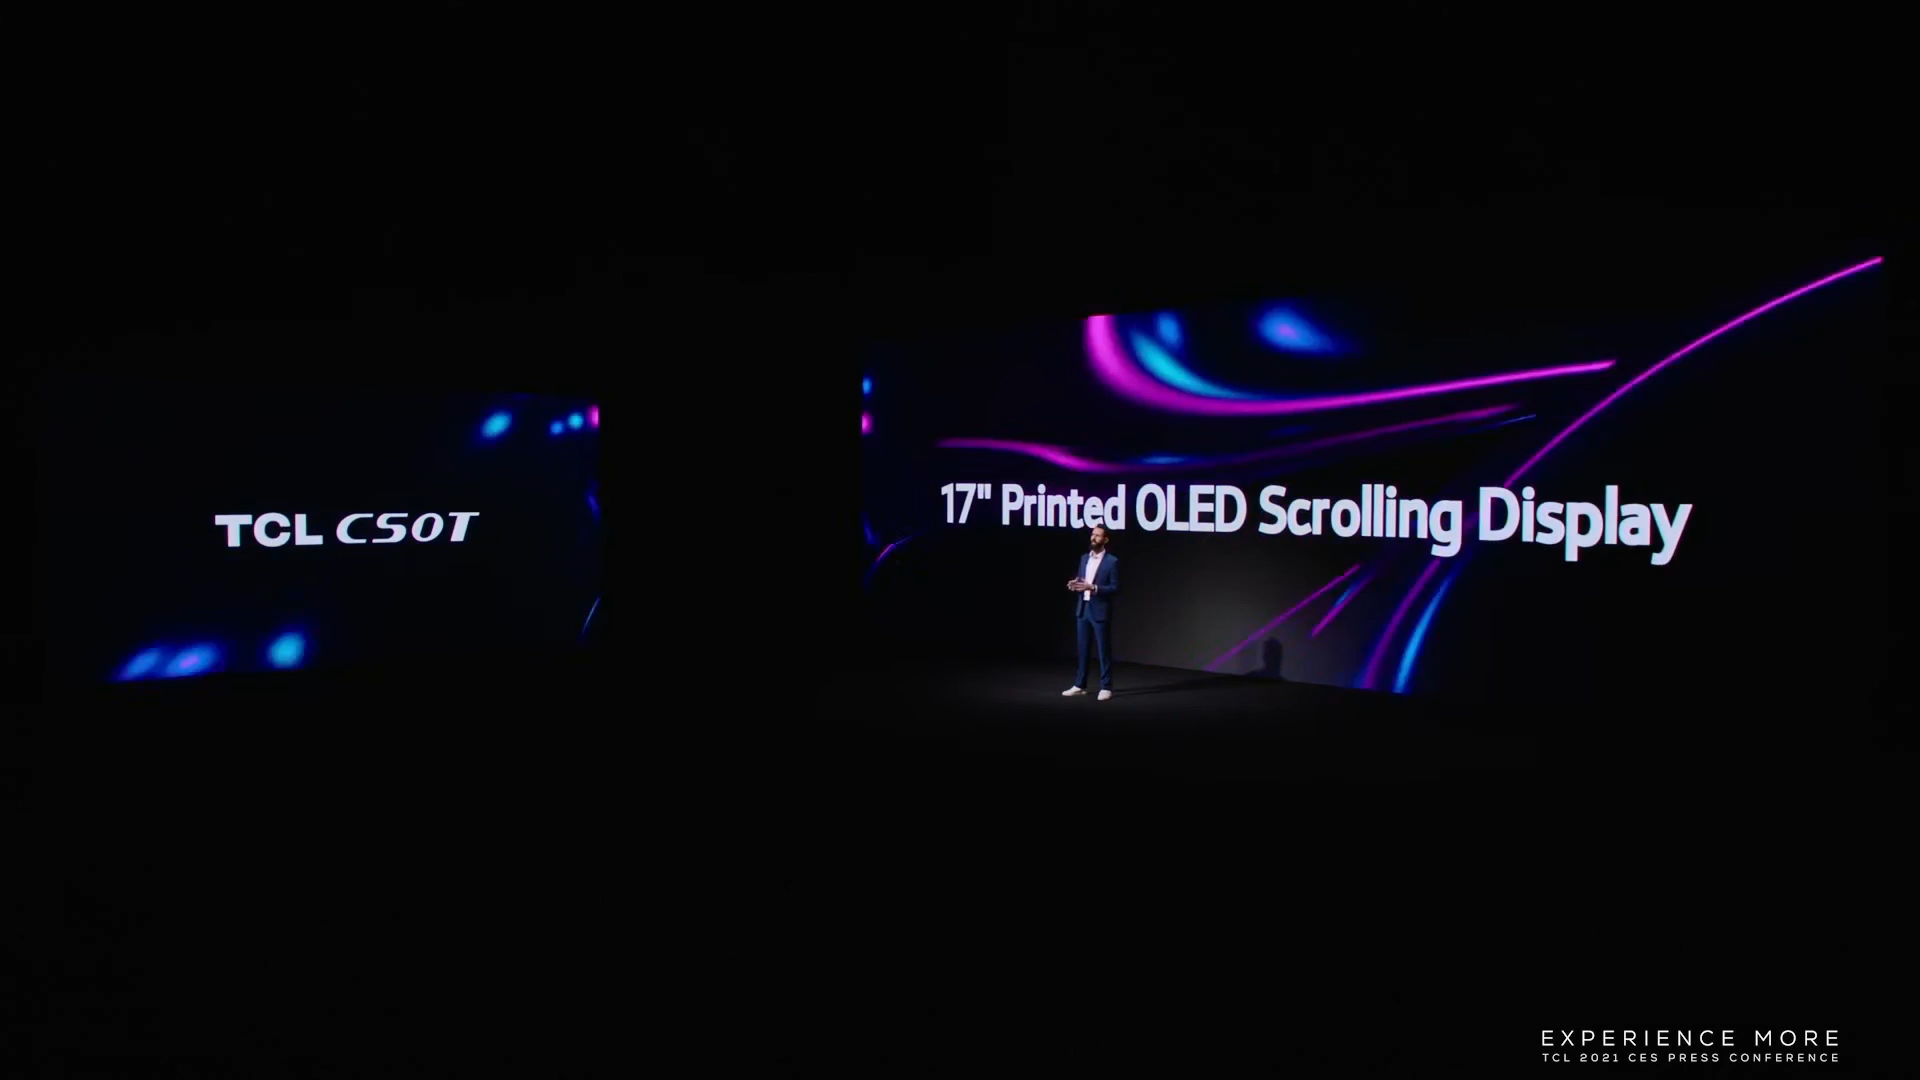 TCL CSOT
17" Printed OLED Scrolling Display
EXPERIENCE MORE
TCL 2021 CES PRESS CONFERENCE